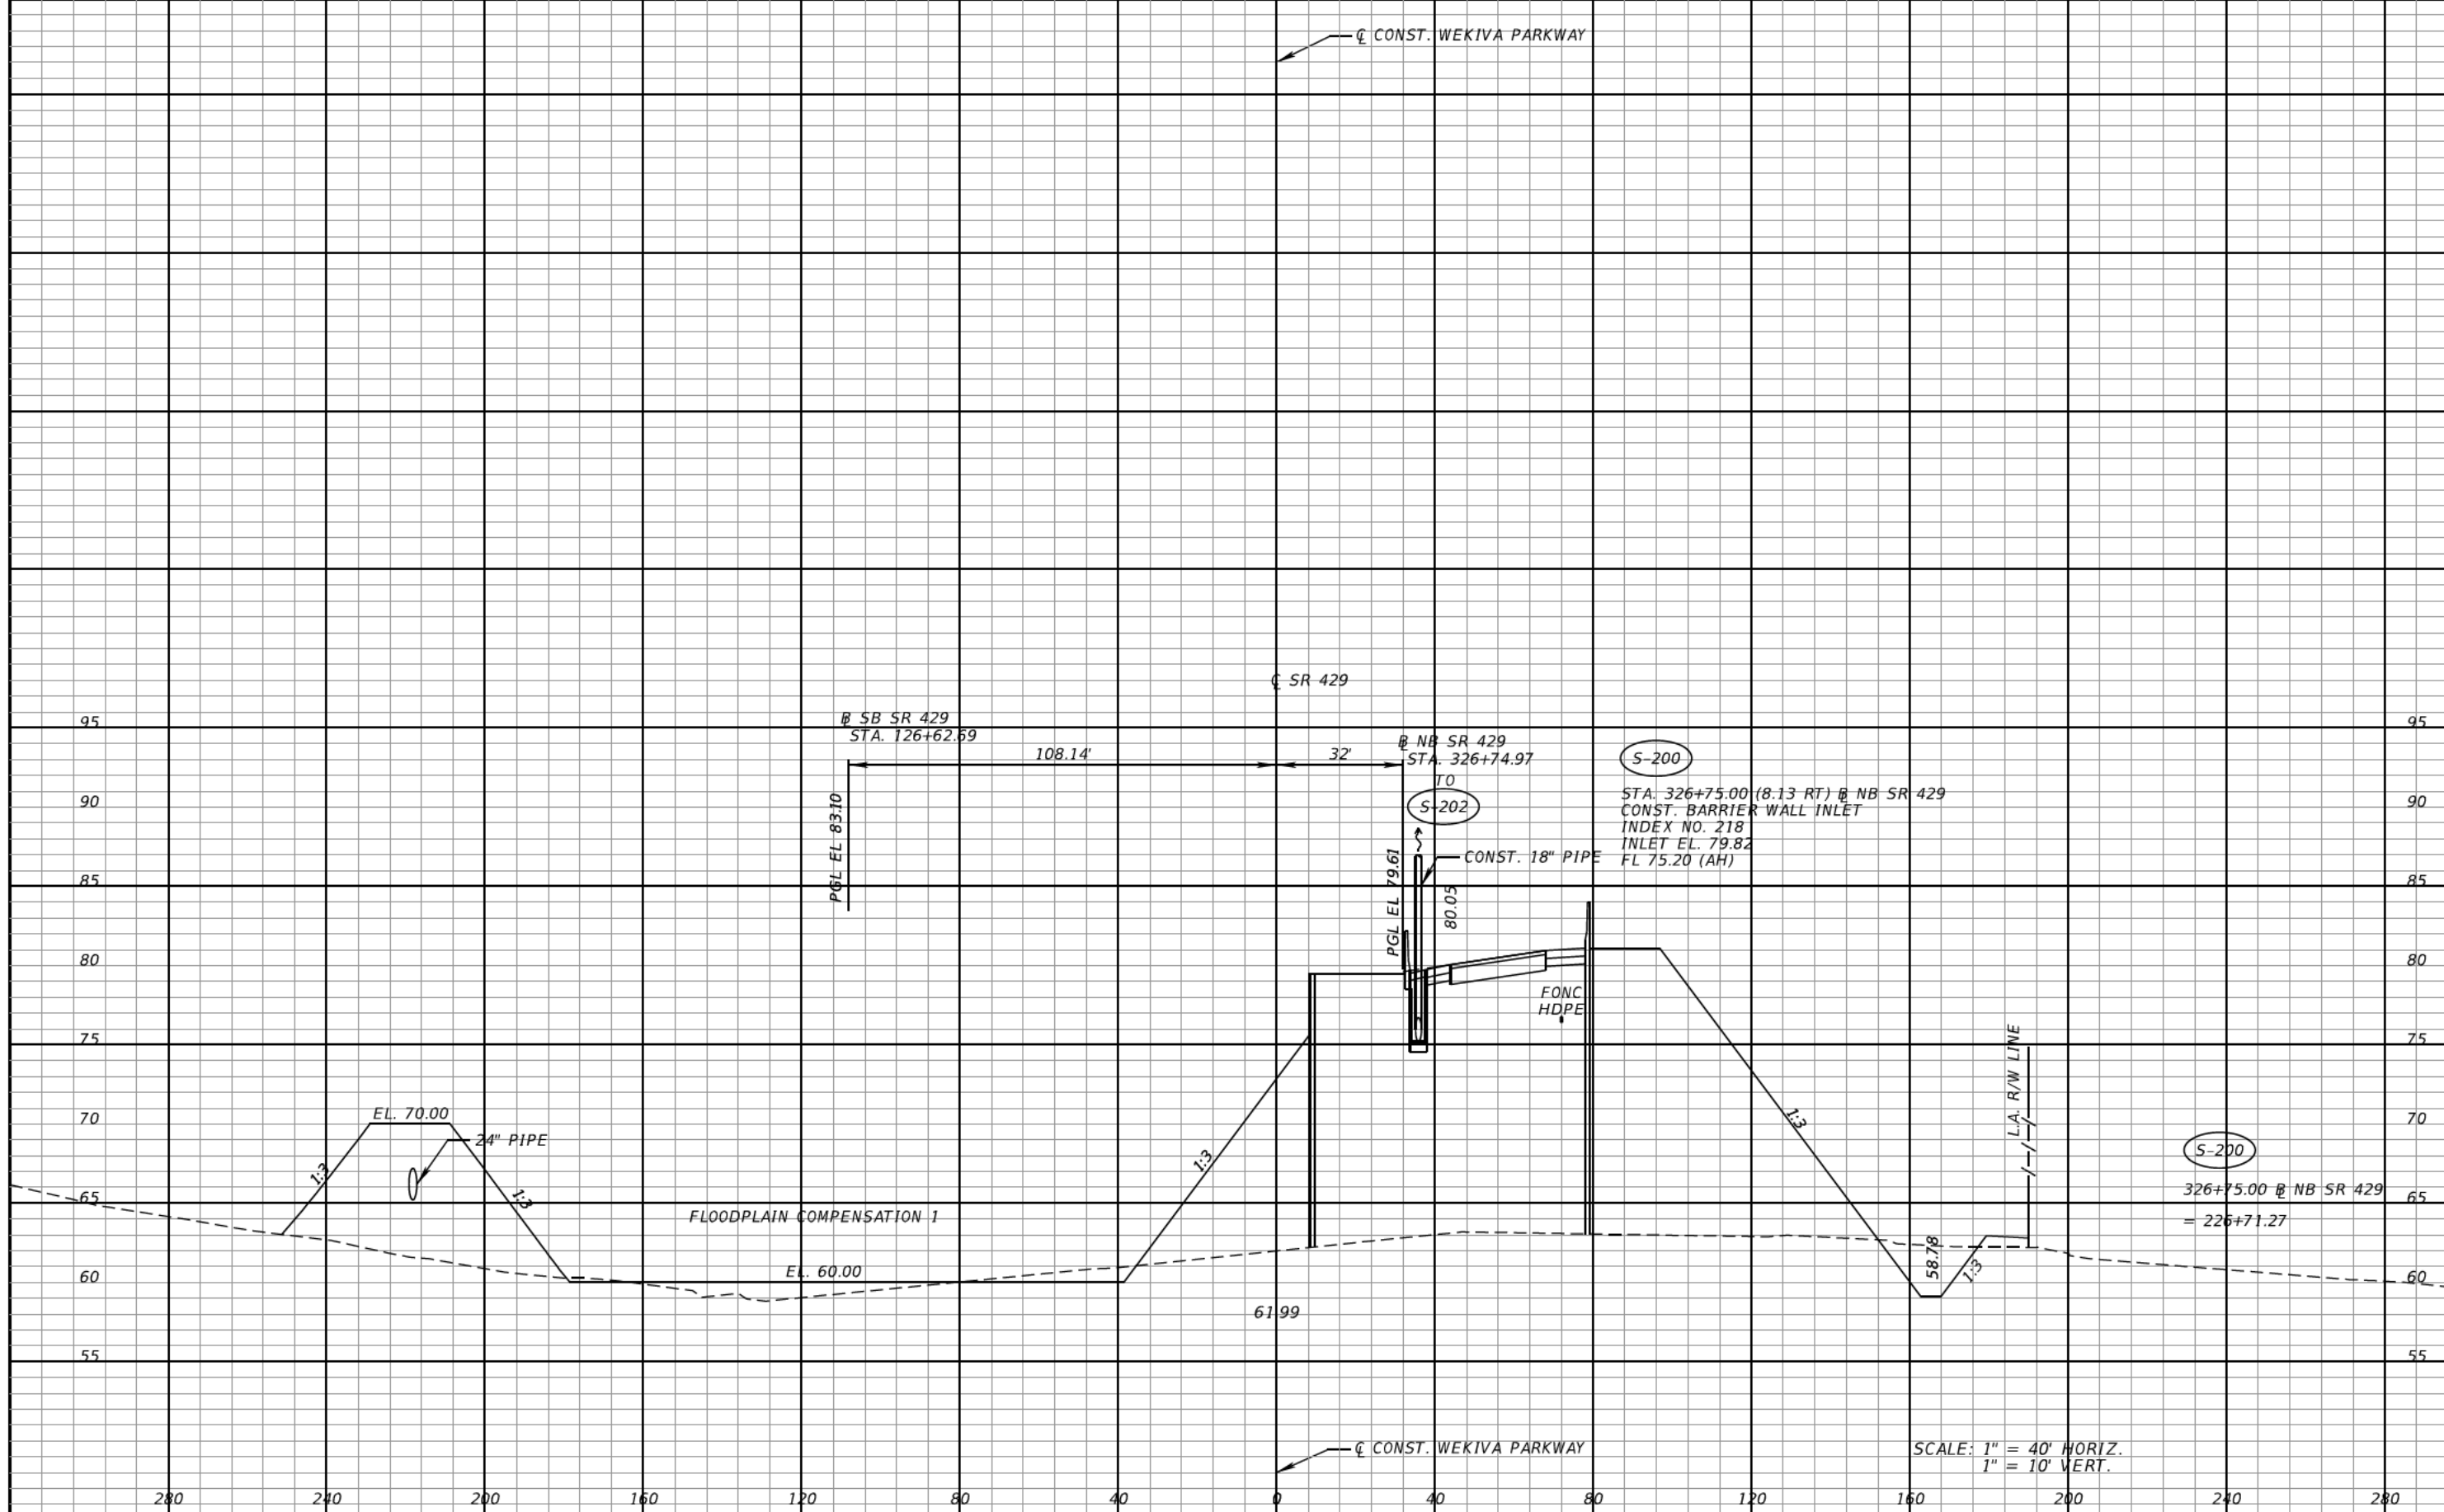 ℄ CONST. WEKIVA PARKWAY
℄ SR 429
95
95
B̲L̲ SB SR 429
STA. 126+62.69
108.14'
32'
B̲L̲ NB SR 429
STA. 326+74.97
TO
S-202
S-200
STA. 326+75.00 (8.13 RT) B̲L̲ NB SR 429
CONST. BARRIER WALL INLET
INDEX NO. 218
INLET EL. 79.82
FL 75.20 (AH)
90
90
PGL EL 83.10
PGL EL 79.61
CONST. 18" PIPE
80.05
85
85
80
80
FONC
HDPE
75
75
L.A. R/W LINE
70
70
EL. 70.00
24" PIPE
1:3
1:3
1:3
1:3
S-200
326+75.00 B̲L̲ NB SR 429
= 226+71.27
65
65
FLOODPLAIN COMPENSATION 1
58.78
1:3
60
60
EL. 60.00
61.99
55
55
℄ CONST. WEKIVA PARKWAY
SCALE: 1" = 40' HORIZ.
1" = 10' VERT.
280 240 200 160 120 80 40 0 40 80 120 160 200 240 280